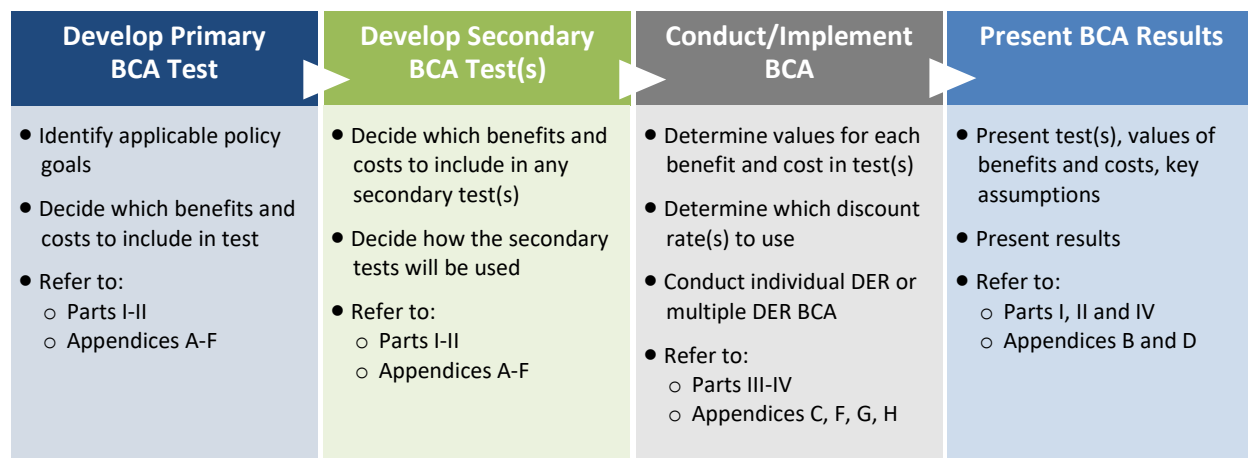 Develop Primary
BCA Test
• Identify applicable policy
goals
• Decide which benefits and
costs to include in test
• Refer to:
o Parts I-II
o Appendices A-F
Develop Secondary
BCA Test(s)
• Decide which benefits and
costs to include in any
secondary test(s)
• Decide how the secondary
tests will be used
• Refer to:
o Parts I-II
o Appendices A-F
Conduct/Implement
BCA
• Determine values for each
benefit and cost in test(s)
• Determine which discount
rate(s) to use
• Conduct individual DER or
multiple DER BCA
• Refer to:
o Parts III-IV
o Appendices C, F, G, H
Present BCA Results
• Present test(s), values of
benefits and costs, key
assumptions
• Present results
• Refer to:
o Parts I, II and IV
o Appendices B and D